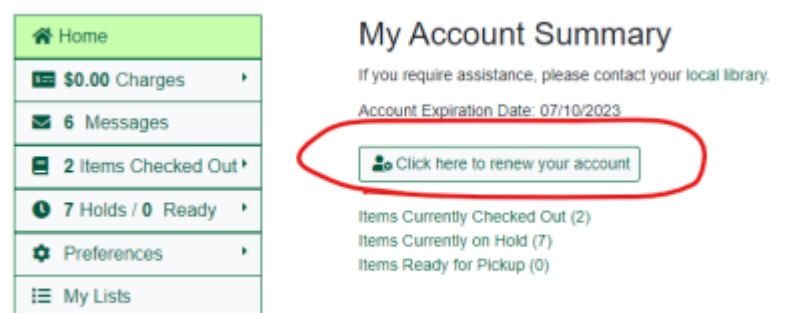 Home
$0.00 Charges
6 Messages
2 Items Checked Out
7 Holds / 0 Ready
Preferences
My Lists
My Account Summary
If you require assistance, please contact your local library.
Account Expiration Date: 07/10/2023
Click here to renew your account
Items Currently Checked Out (2)
Items Currently on Hold (7)
Items Ready for Pickup (0)